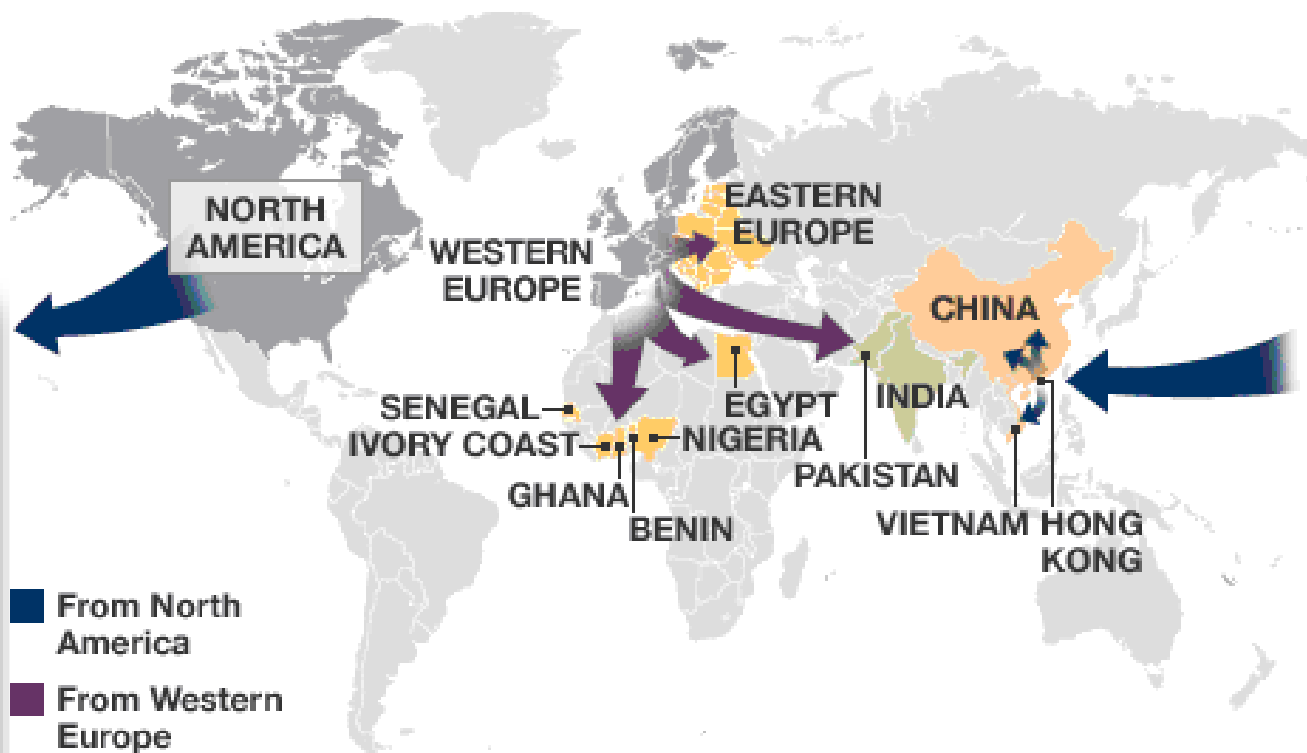 NORTH
AMERICA
WESTERN
EUROPE
EASTERN
EUROPE
CHINA
SENEGAL
IVORY COAST
GHANA
BENIN
EGYPT
NIGERIA
INDIA
PAKISTAN
VIETNAM
HONG
KONG
From North
America
From Western
Europe